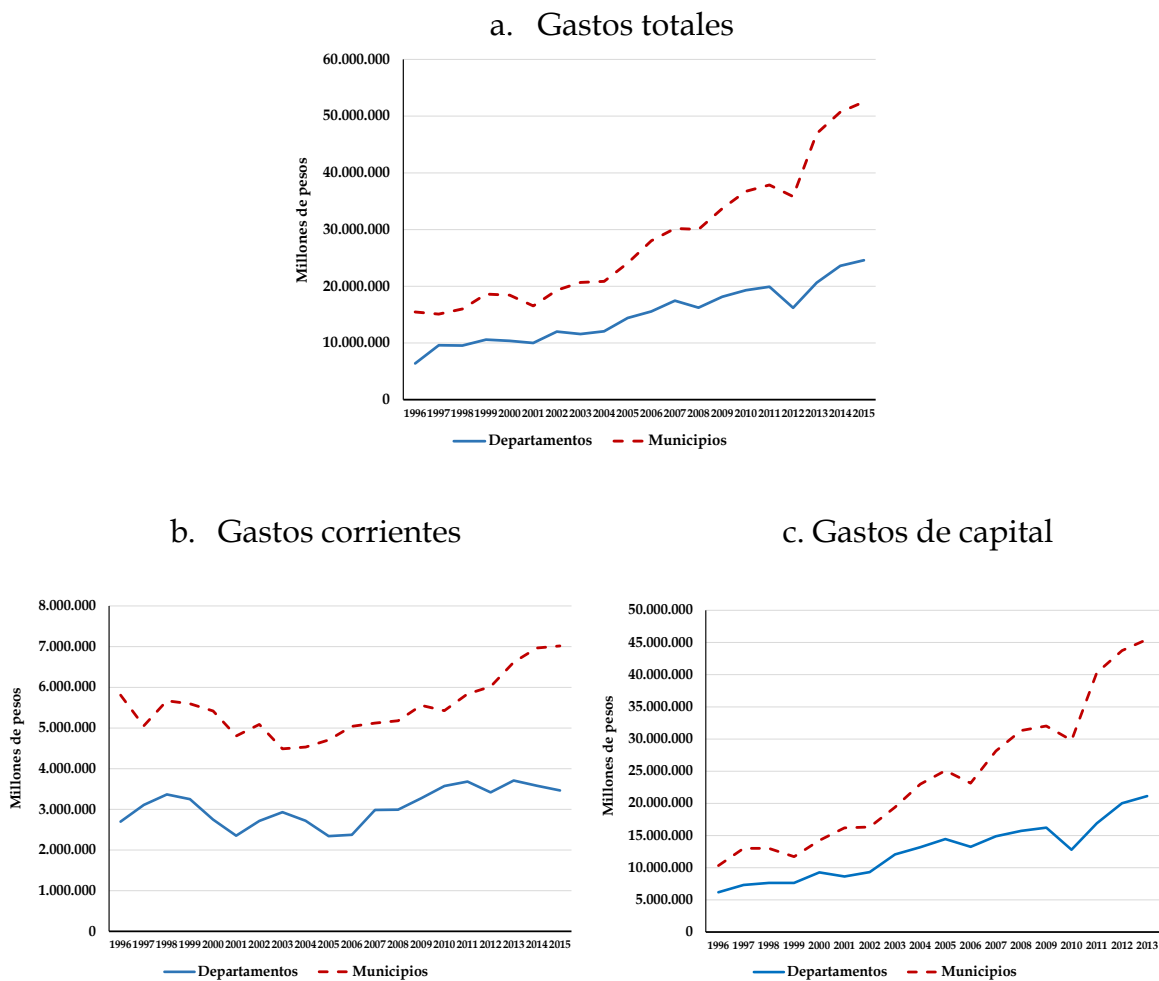 a. Gastos totales
60.000.000
50.000.000
40.000.000
30.000.000
20.000.000
10.000.000
0
Millones de pesos
1996 1997 1998 1999 2000 2001 2002 2003 2004 2005 2006 2007 2008 2009 2010 2011 2012 2013 2014 2015
Departamentos Municipios
b. Gastos corrientes
8.000.000
7.000.000
6.000.000
5.000.000
4.000.000
3.000.000
2.000.000
1.000.000
0
Millones de pesos
1996 1997 1998 1999 2000 2001 2002 2003 2004 2005 2006 2007 2008 2009 2010 2011 2012 2013 2014 2015
Departamentos Municipios
c. Gastos de capital
50.000.000
45.000.000
40.000.000
35.000.000
30.000.000
25.000.000
20.000.000
15.000.000
10.000.000
5.000.000
0
Millones de pesos
1996 1997 1998 1999 2000 2001 2002 2003 2004 2005 2006 2007 2008 2009 2010 2011 2012 2013
Departamentos Municipios